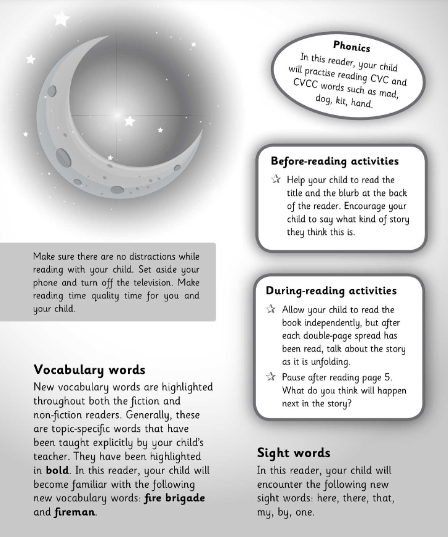 Phonics
In this reader, your child
will practise reading CVC and
CVCC words such as mad,
dog, kit, hand.
Before-reading activities
Help your child to read the
title and the blurb at the back
of the reader. Encourage your
child to say what kind of story
they think this is.
Make sure there are no distractions while
reading with your child. Set aside your
phone and turn off the television. Make
reading time quality time for you and
your child.
During-reading activities
Allow your child to read the
book independently, but after
each double-page spread has
been read, talk about the story
as it is unfolding.
Pause after reading page 5.
What do you think will happen
next in the story?
Vocabulary words
New vocabulary words are highlighted
throughout both the fiction and
non-fiction readers. Generally, these
are topic-specific words that have
been taught explicitly by your child's
teacher. They have been highlighted
in bold. In this reader, your child will
become familiar with the following
new vocabulary words: fire brigade
and fireman.
Sight words
In this reader, your child will
encounter the following new
sight words: here, there, that,
my, by, one.